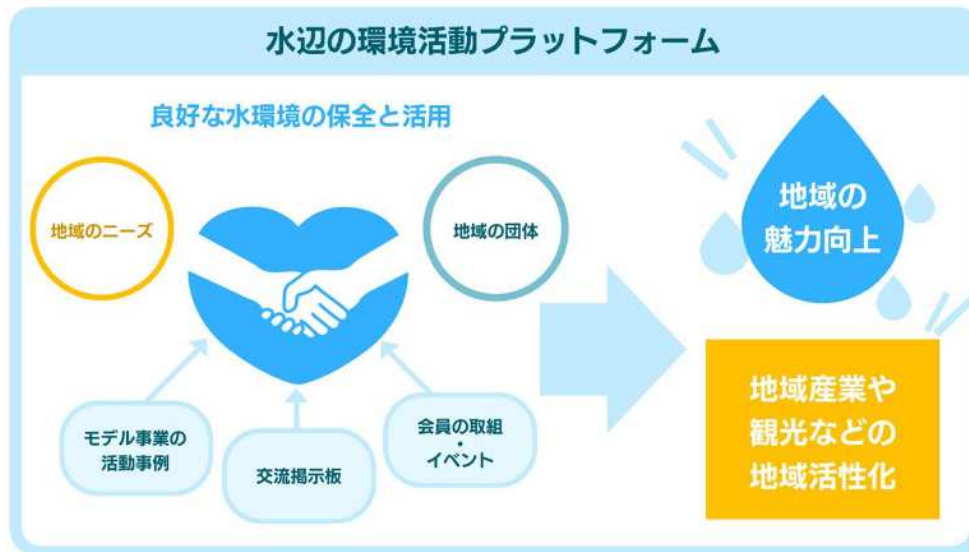 水辺の環境活動プラットフォーム
良好な水環境の保全と活用
地域のニーズ
地域の団体
モデル事業の
活動事例
交流掲示板
会員の取組
・
イベント
地域の
魅力向上
地域産業や
観光などの
地域活性化